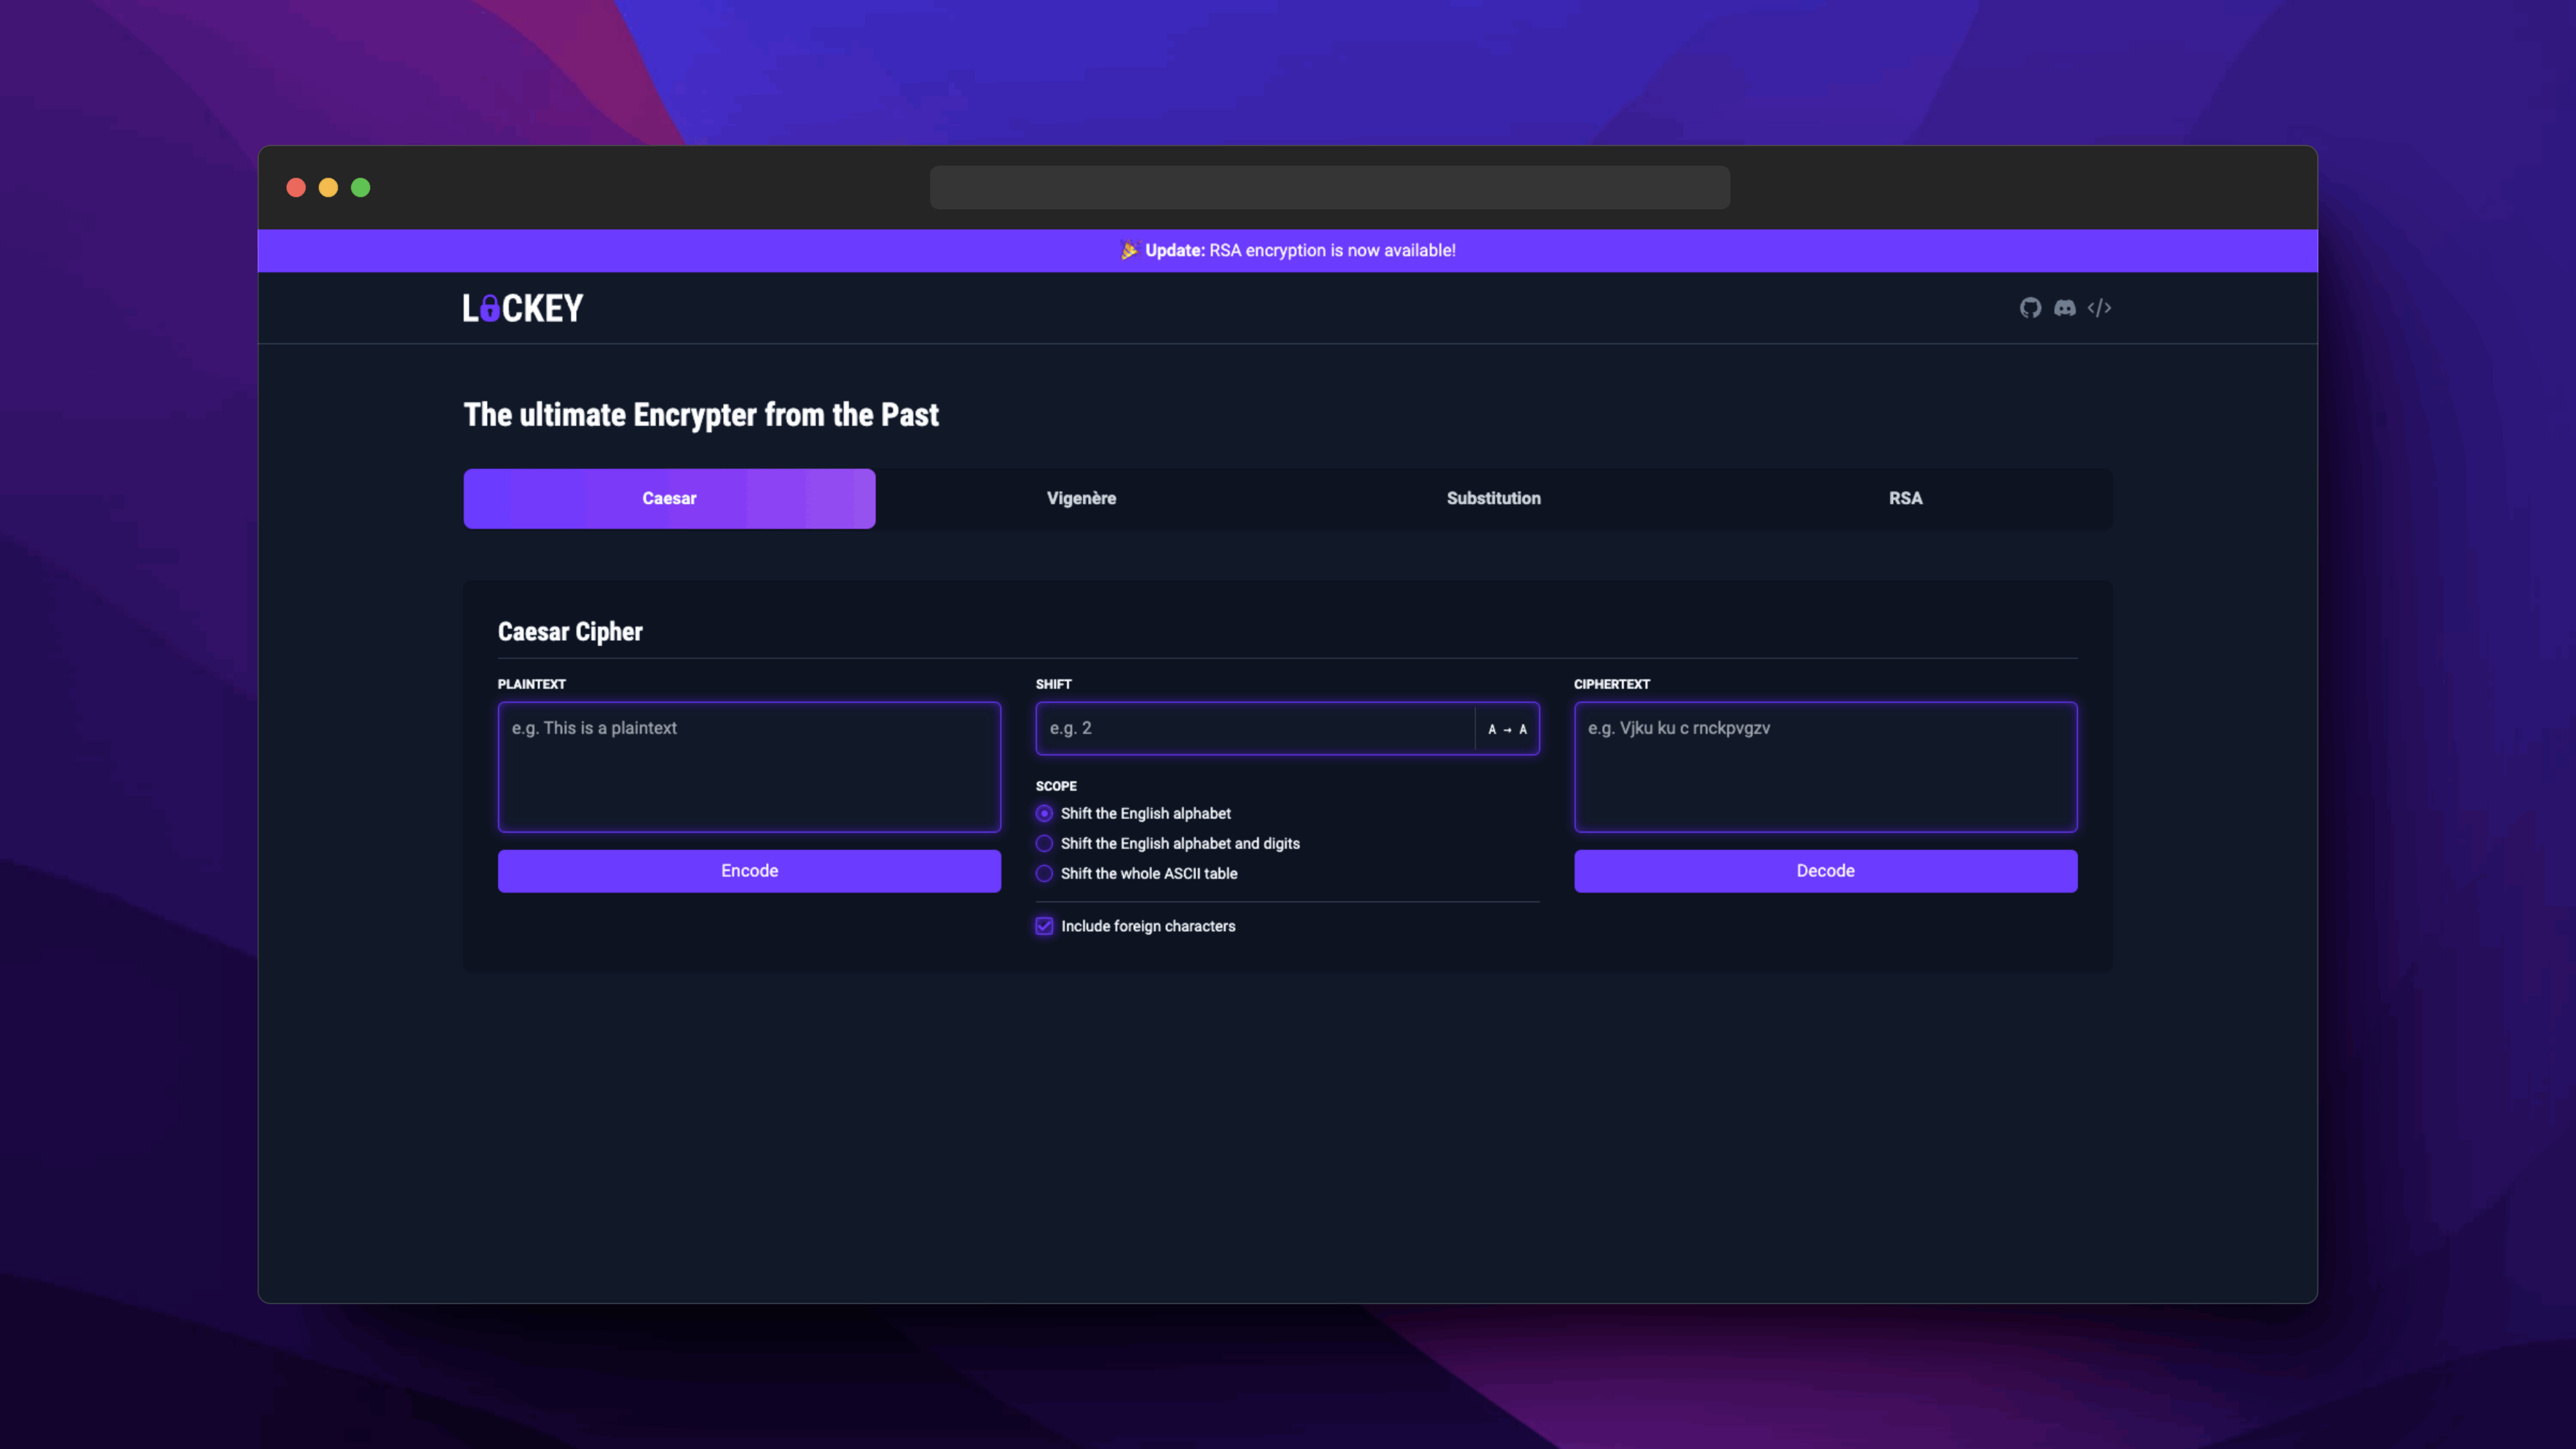 🎉 Update: RSA encryption is now available!
LOCKEY
The ultimate Encrypter from the Past
Caesar
Vigenère
Substitution
RSA
Caesar Cipher
PLAINTEXT
e.g. This is a plaintext
Encode
SHIFT
e.g. 2
A → A
SCOPE
Shift the English alphabet
Shift the English alphabet and digits
Shift the whole ASCII table
Include foreign characters
CIPHERTEXT
e.g. Vjku ku c rnckpvgzv
Decode